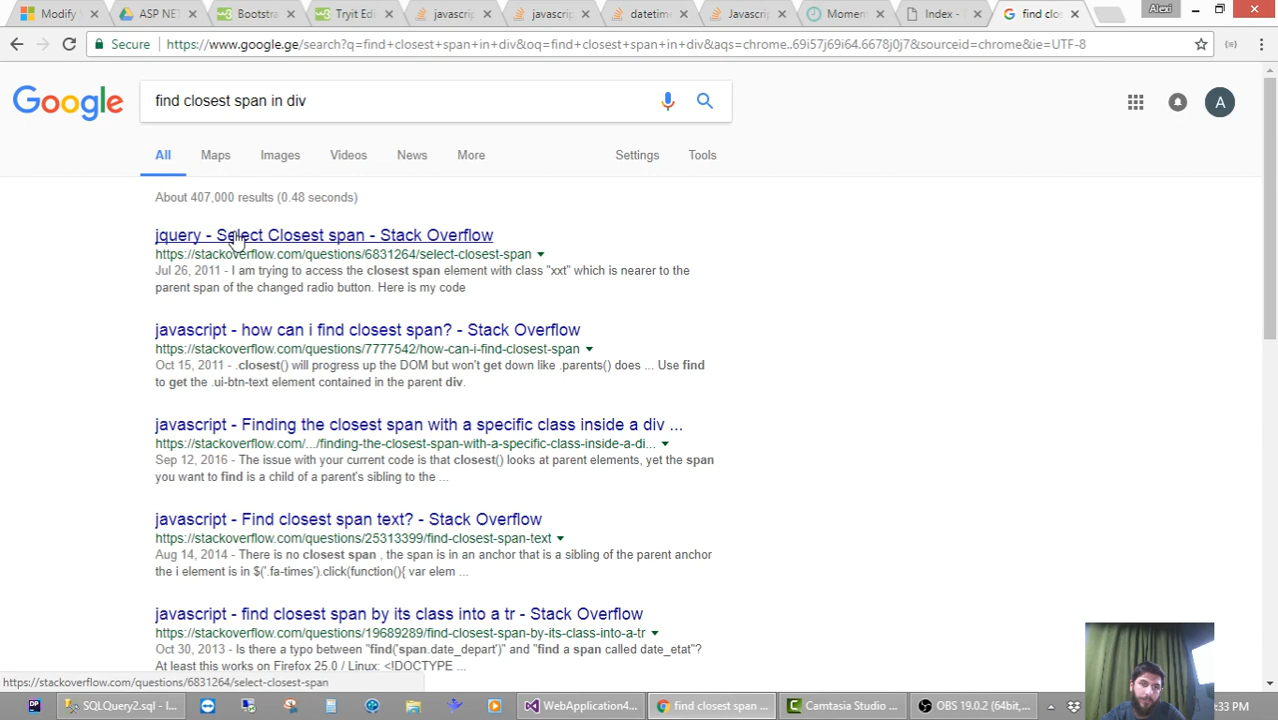 Modify
ASP NET
Bootstra
Tryit Edi
javascrip
javascrip
datetim
Javascrip
Momen
Index -
find clos
Alexi
Secure
https://www.google.ge/search?q=find+closest+span+in+div&oq=find+closest+span+in+div&aqs=chrome..69i57j69i64.6678j0j7&sourceid=chrome&ie=UTF-8
Google
find closest span in div
A
All
Maps
Images
Videos
News
More
Settings
Tools
About 407,000 results (0.48 seconds)
jquery - Select Closest span - Stack Overflow
https://stackoverflow.com/questions/6831264/select-closest-span
Jul 26, 2011 - I am trying to access the closest span element with class "xxt" which is nearer to the
parent span of the changed radio button. Here is my code
javascript - how can i find closest span? - Stack Overflow
https://stackoverflow.com/questions/7777542/how-can-i-find-closest-span
Oct 15, 2011 - .closest() will progress up the DOM but won't get down like .parents() does ... Use find
to get the .ui-btn-text element contained in the parent div.
javascript - Finding the closest span with a specific class inside a div ...
https://stackoverflow.com/.../finding-the-closest-span-with-a-specific-class-inside-a-di...
Sep 12, 2016 - The issue with your current code is that closest() looks at parent elements, yet the span
you want to find is a child of a parent's sibling to the ...
javascript - Find closest span text? - Stack Overflow
https://stackoverflow.com/questions/25313399/find-closest-span-text
Aug 14, 2014 - There is no closest span , the span is in an anchor that is a sibling of the parent anchor
the i element is in $('.fa-times').click(function(){ var elem ...
javascript - find closest span by its class into a tr - Stack Overflow
https://stackoverflow.com/questions/19689289/find-closest-span-by-its-class-into-a-tr
Oct 30, 2013 - Is there a typo between "find('span.date_depart')" and "find a span called date_etat"?
At least this works on Firefox 25.0 / Linux: <!DOCTYPE ...
https://stackoverflow.com/questions/6831264/select-closest-span
DP
SQLQuery2.sql - l...
WebApplication4...
find closest span ...
Camtasia Studio ...
OBS 19.0.2 (64bit,...
:33 PM